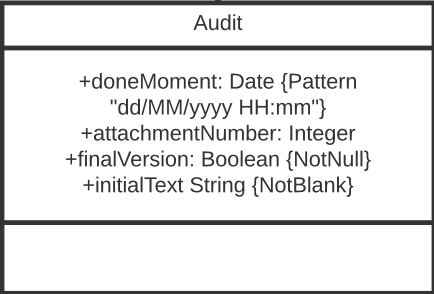 Audit
+doneMoment: Date {Pattern
"dd/MM/yyyy HH:mm"}
+attachmentNumber: Integer
+finalVersion: Boolean {NotNull}
+initialText String {NotBlank}